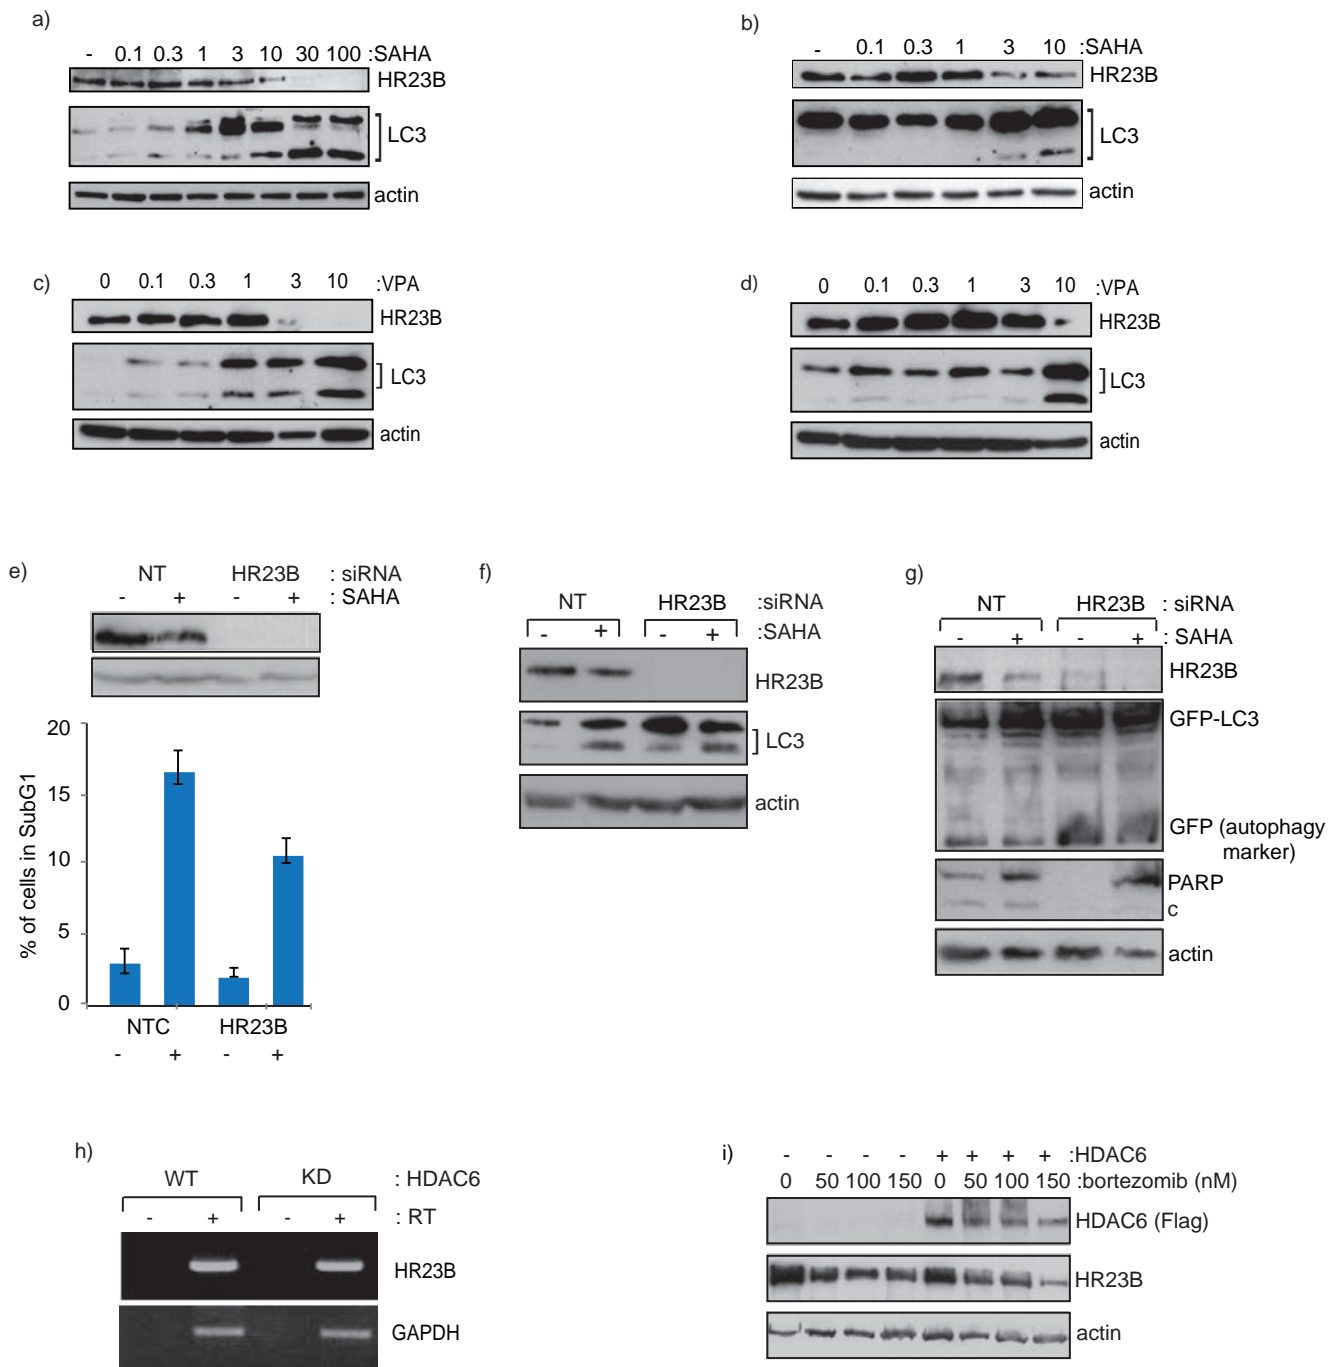 a)
- 0.1 0.3 1 3 10 30 100 :SAHA
HR23B
LC3
actin
b)
- 0.1 0.3 1 3 10 :SAHA
HR23B
LC3
actin
c)
0 0.1 0.3 1 3 10 :VPA
HR23B
LC3
actin
d)
0 0.1 0.3 1 3 10 :VPA
HR23B
LC3
actin
e)
NT HR23B : siRNA
- + - + : SAHA
20
15
10
5
0
% of cells in SubG1
NTC HR23B
- + - +
f)
NT HR23B :siRNA
- + - + :SAHA
HR23B
LC3
actin
g)
NT HR23B : siRNA
- + - + : SAHA
HR23B
GFP-LC3
GFP (autophagy
marker)
PARP
c
actin
h)
WT KD : HDAC6
- + - + : RT
HR23B
GAPDH
i)
- - - - + + + + :HDAC6
0 50 100 150 0 50 100 150 :bortezomib (nM)
HDAC6 (Flag)
HR23B
actin